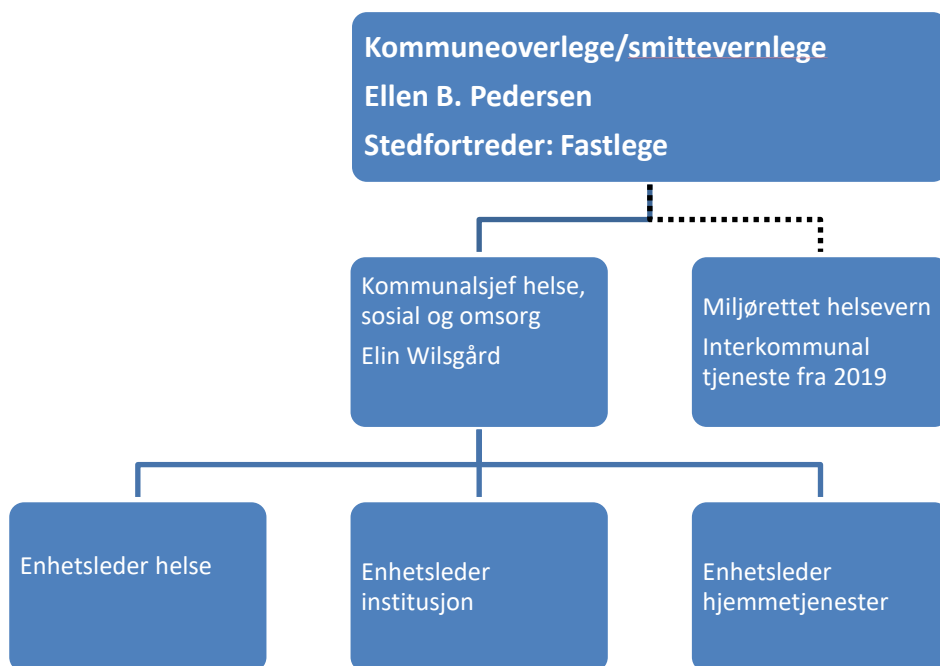 Kommuneoverlege/smittevernlege
Ellen B. Pedersen
Stedfortreder: Fastlege
Kommunalsjef helse,
sosial og omsorg
Elin Wilsgård
Miljørettet helsevern
Interkommunal
tjeneste fra 2019
Enhetsleder helse
Enhetsleder
institusjon
Enhetsleder
hjemmetjenester